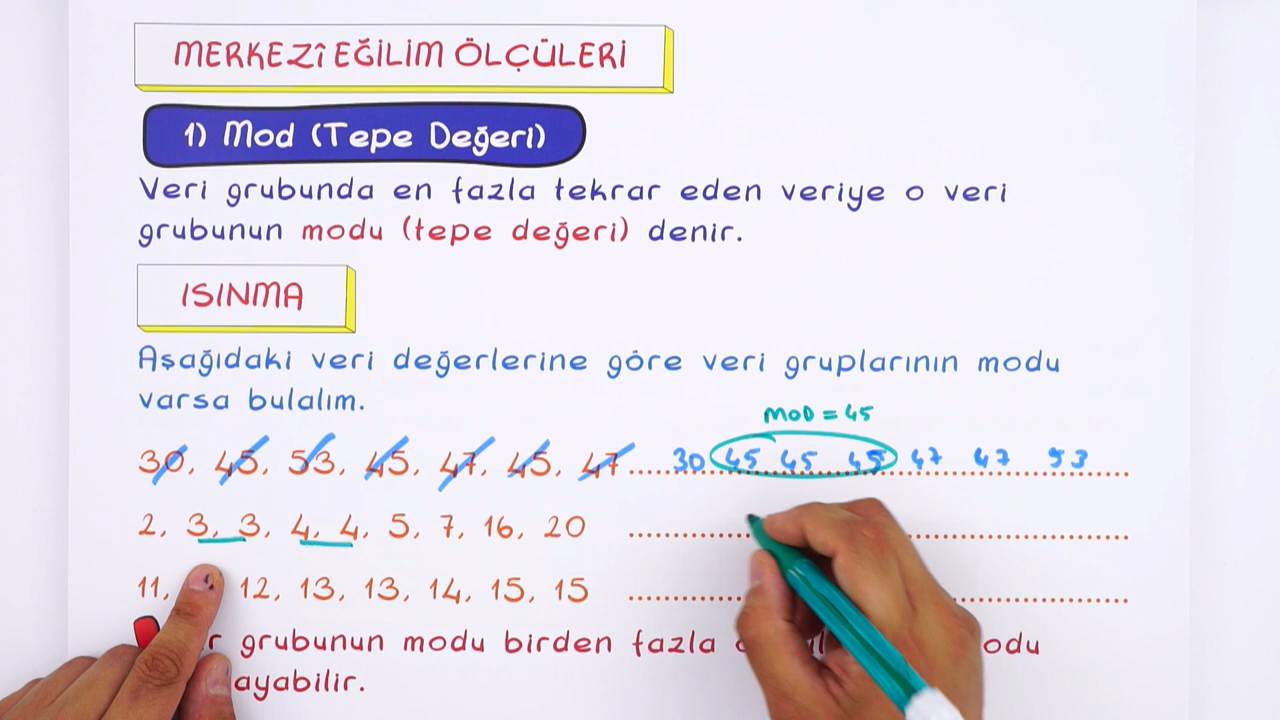 MERKEZÎ EĞİLİM ÖLÇÜLERİ
1) Mod (Tepe Değeri)
Veri grubunda en fazla tekrar eden veriye o veri
grubunun modu (tepe değeri) denir.
ISINMA
Aşağıdaki veri değerlerine göre veri gruplarının modu
varsa bulalım.
MOD = 45
30, 45, 53, 45, 47, 45, 47 30 45 45 45 47 47 53
2, 3, 3, 4, 4, 5, 7, 16, 20
11, 12, 13, 13, 14, 15, 15
grubunun modu birden fazla